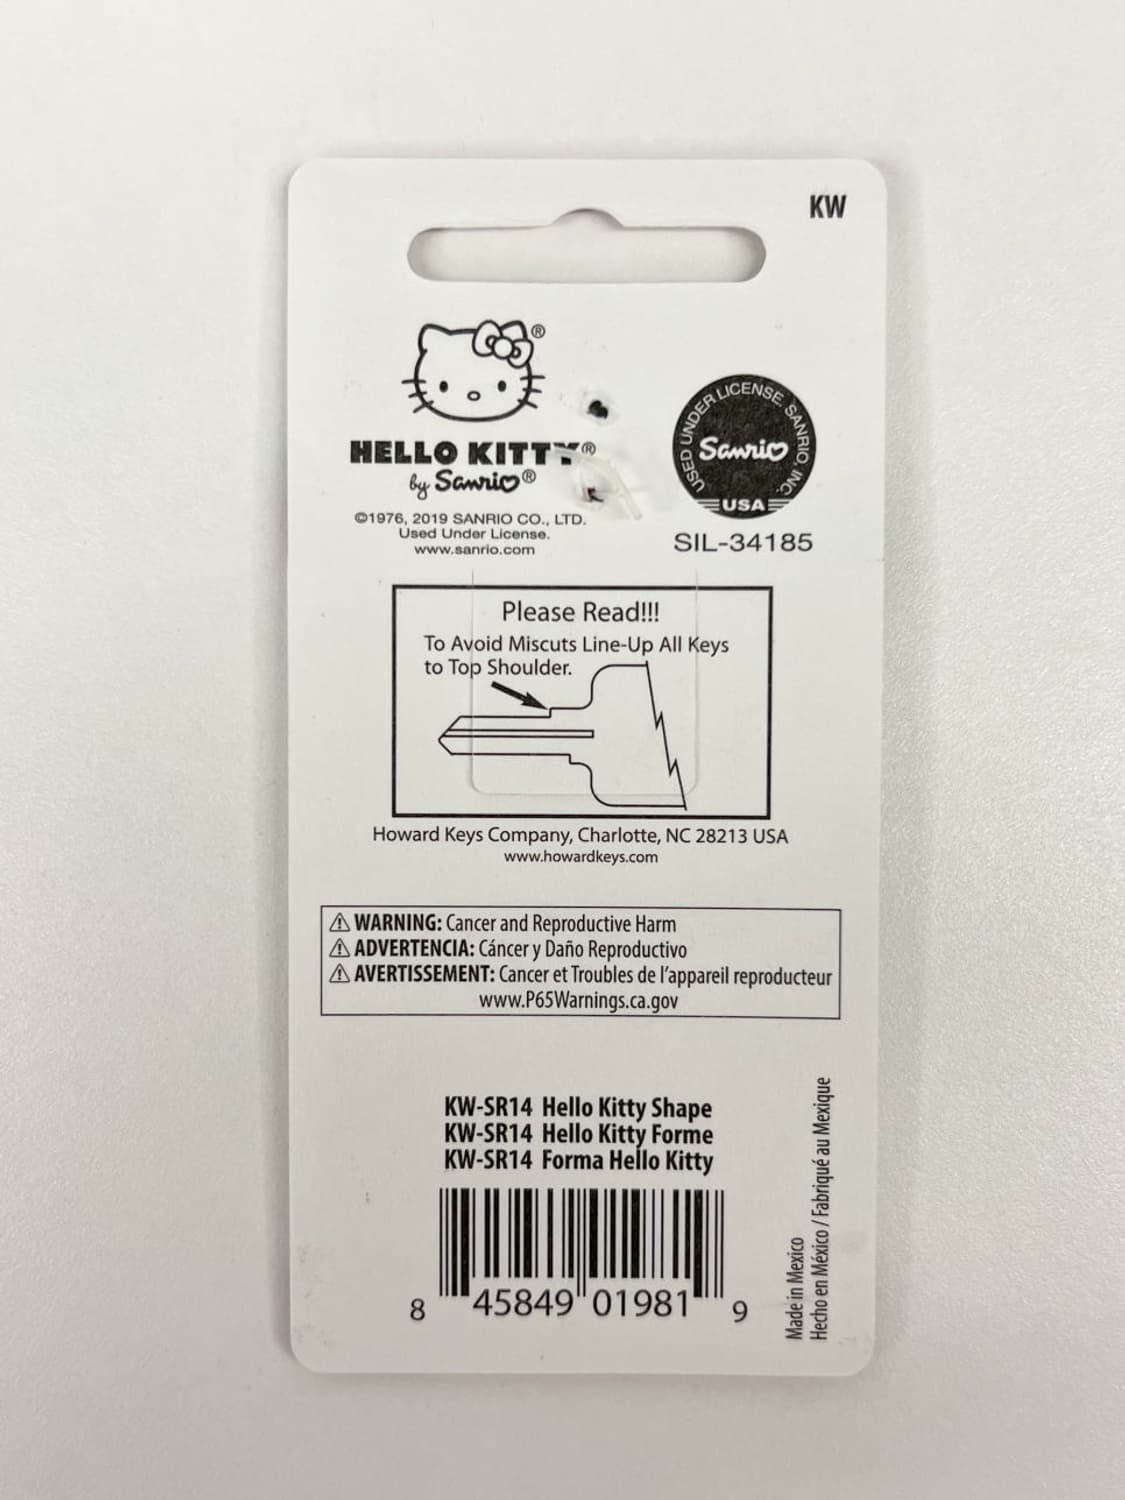 KW
®
HELLO KITTY®
by Sanrio®
©1976, 2019 SANRIO CO., LTD.
Used Under License.
www.sanrio.com
USED UNDER LICENSE. SANRIO, INC.
Sanrio
USA
SIL-34185
Please Read!!!
To Avoid Miscuts Line-Up All Keys
to Top Shoulder.
Howard Keys Company, Charlotte, NC 28213 USA
www.howardkeys.com
⚠ WARNING: Cancer and Reproductive Harm
⚠ ADVERTENCIA: Cáncer y Daño Reproductivo
⚠ AVERTISSEMENT: Cancer et Troubles de l'appareil reproducteur
www.P65Warnings.ca.gov
KW-SR14 Hello Kitty Shape
KW-SR14 Hello Kitty Forme
KW-SR14 Forma Hello Kitty
8 45849 01981 9
Made in Mexico
Hecho en México / Fabriqué au Mexique